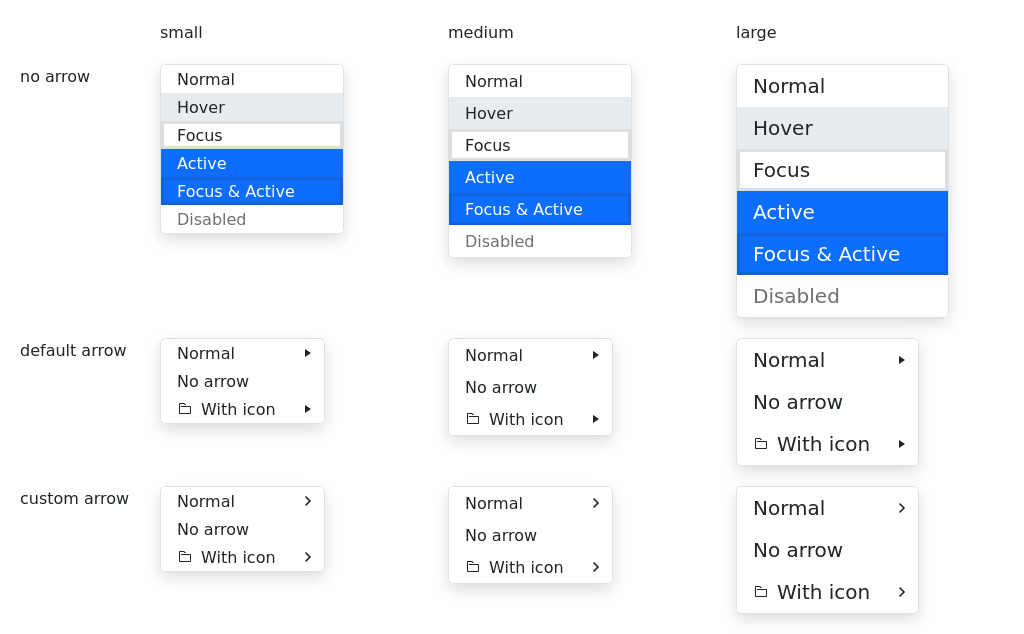 small medium large
no arrow
Normal
Hover
Focus
Active
Focus & Active
Disabled
Normal
Hover
Focus
Active
Focus & Active
Disabled
Normal
Hover
Focus
Active
Focus & Active
Disabled
default arrow
Normal
No arrow
With icon
Normal
No arrow
With icon
Normal
No arrow
With icon
custom arrow
Normal
No arrow
With icon
Normal
No arrow
With icon
Normal
No arrow
With icon